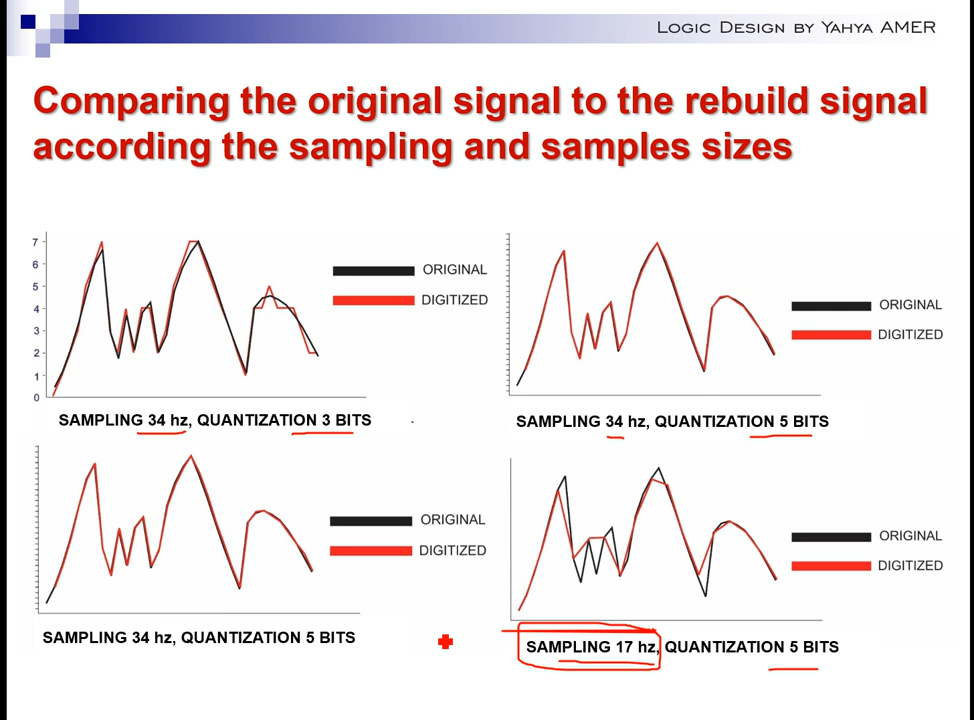 LOGIC DESIGN BY YAHYA AMER
Comparing the original signal to the rebuild signal
according the sampling and samples sizes
7
6
5
4
3
2
1
0
ORIGINAL
DIGITIZED
SAMPLING 34 hz, QUANTIZATION 3 BITS
ORIGINAL
DIGITIZED
SAMPLING 34 hz, QUANTIZATION 5 BITS
ORIGINAL
DIGITIZED
SAMPLING 34 hz, QUANTIZATION 5 BITS
ORIGINAL
DIGITIZED
SAMPLING 17 hz, QUANTIZATION 5 BITS